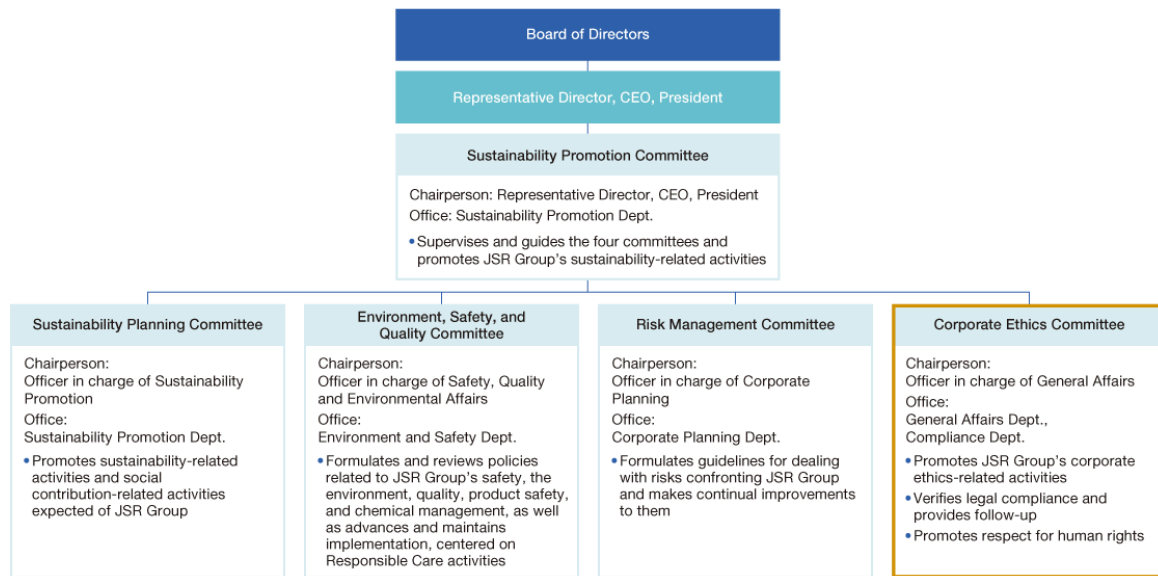 Board of Directors
Representative Director, CEO, President
Sustainability Promotion Committee
Chairperson: Representative Director, CEO, President
Office: Sustainability Promotion Dept.
• Supervises and guides the four committees and
promotes JSR Group's sustainability-related activities
Sustainability Planning Committee
Chairperson:
Officer in charge of Sustainability
Promotion
Office:
Sustainability Promotion Dept.
• Promotes sustainability-related
activities and social
contribution-related activities
expected of JSR Group
Environment, Safety, and
Quality Committee
Chairperson:
Officer in charge of Safety, Quality
and Environmental Affairs
Office:
Environment and Safety Dept.
• Formulates and reviews policies
related to JSR Group's safety, the
environment, quality, product safety,
and chemical management, as well
as advances and maintains
implementation, centered on
Responsible Care activities
Risk Management Committee
Chairperson:
Officer in charge of Corporate
Planning
Office:
Corporate Planning Dept.
• Formulates guidelines for dealing
with risks confronting JSR Group
and makes continual improvements
to them
Corporate Ethics Committee
Chairperson:
Officer in charge of General Affairs
Office:
General Affairs Dept.,
Compliance Dept.
• Promotes JSR Group's corporate
ethics-related activities
• Verifies legal compliance and
provides follow-up
• Promotes respect for human rights